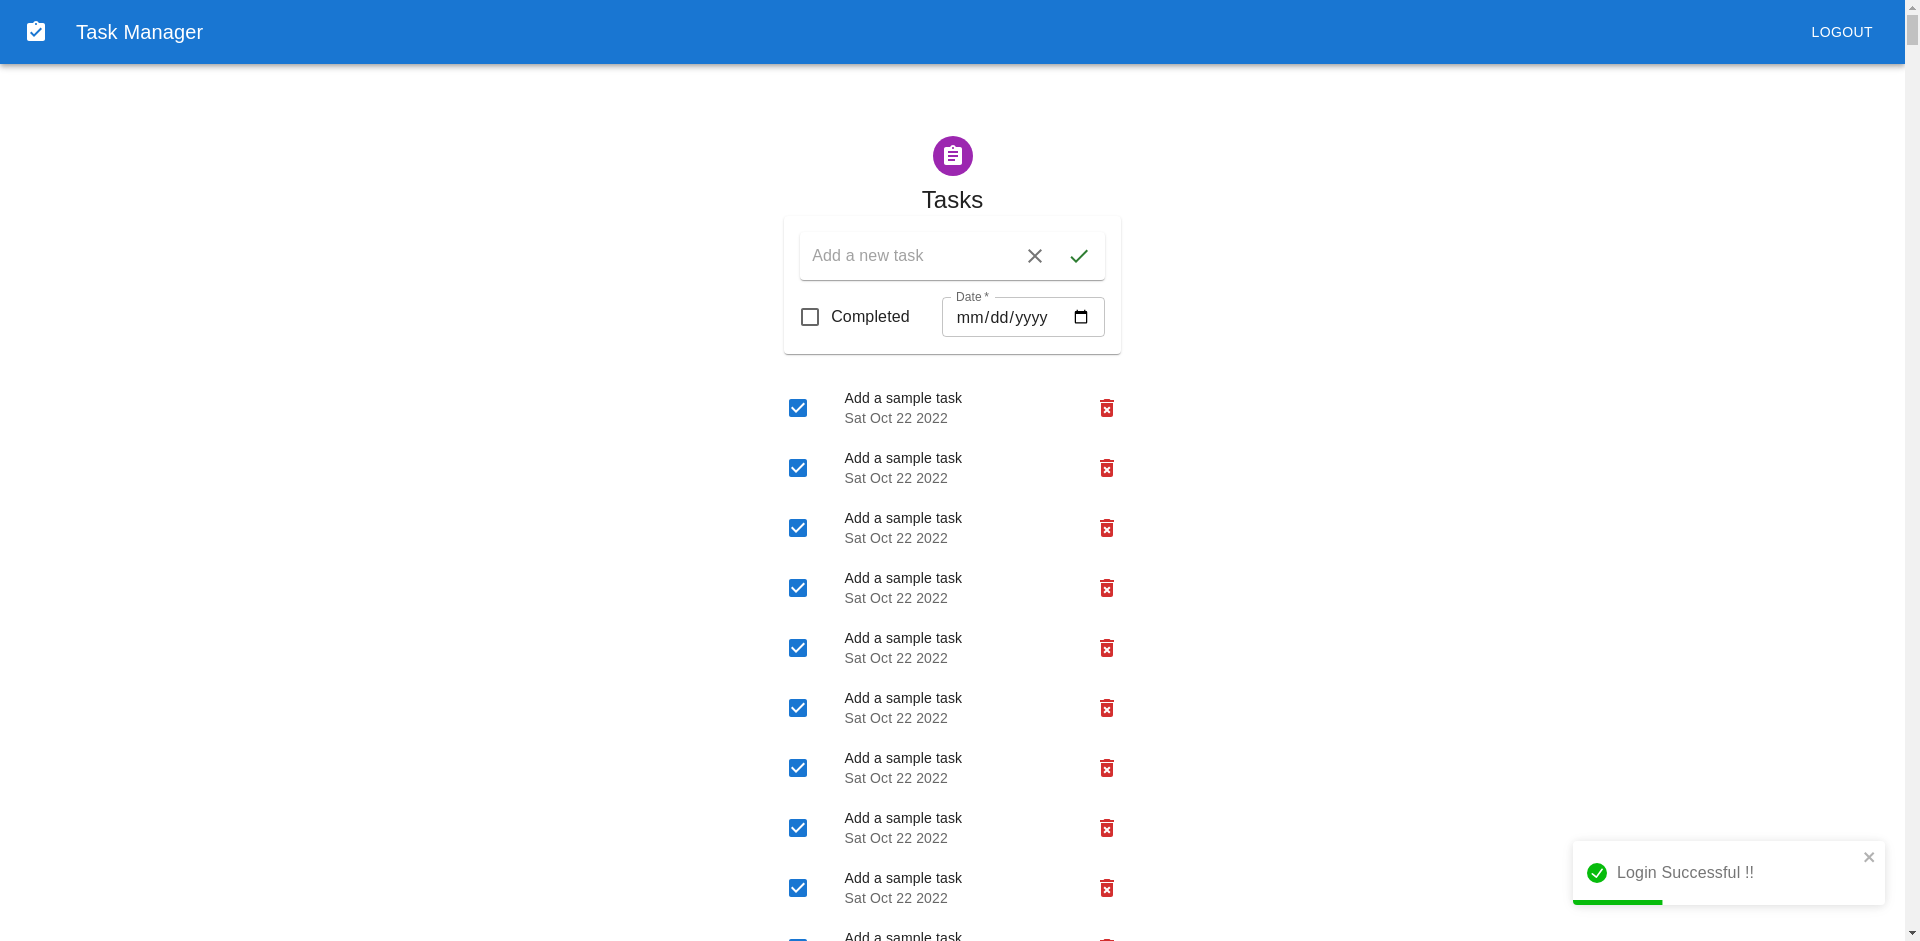 Task Manager
LOGOUT
Tasks
Add a new task
Completed
Date *
mm/dd/yyyy
Add a sample task
Sat Oct 22 2022
Add a sample task
Sat Oct 22 2022
Add a sample task
Sat Oct 22 2022
Add a sample task
Sat Oct 22 2022
Add a sample task
Sat Oct 22 2022
Add a sample task
Sat Oct 22 2022
Add a sample task
Sat Oct 22 2022
Add a sample task
Sat Oct 22 2022
Add a sample task
Sat Oct 22 2022
Add a sample task
Login Successful !!